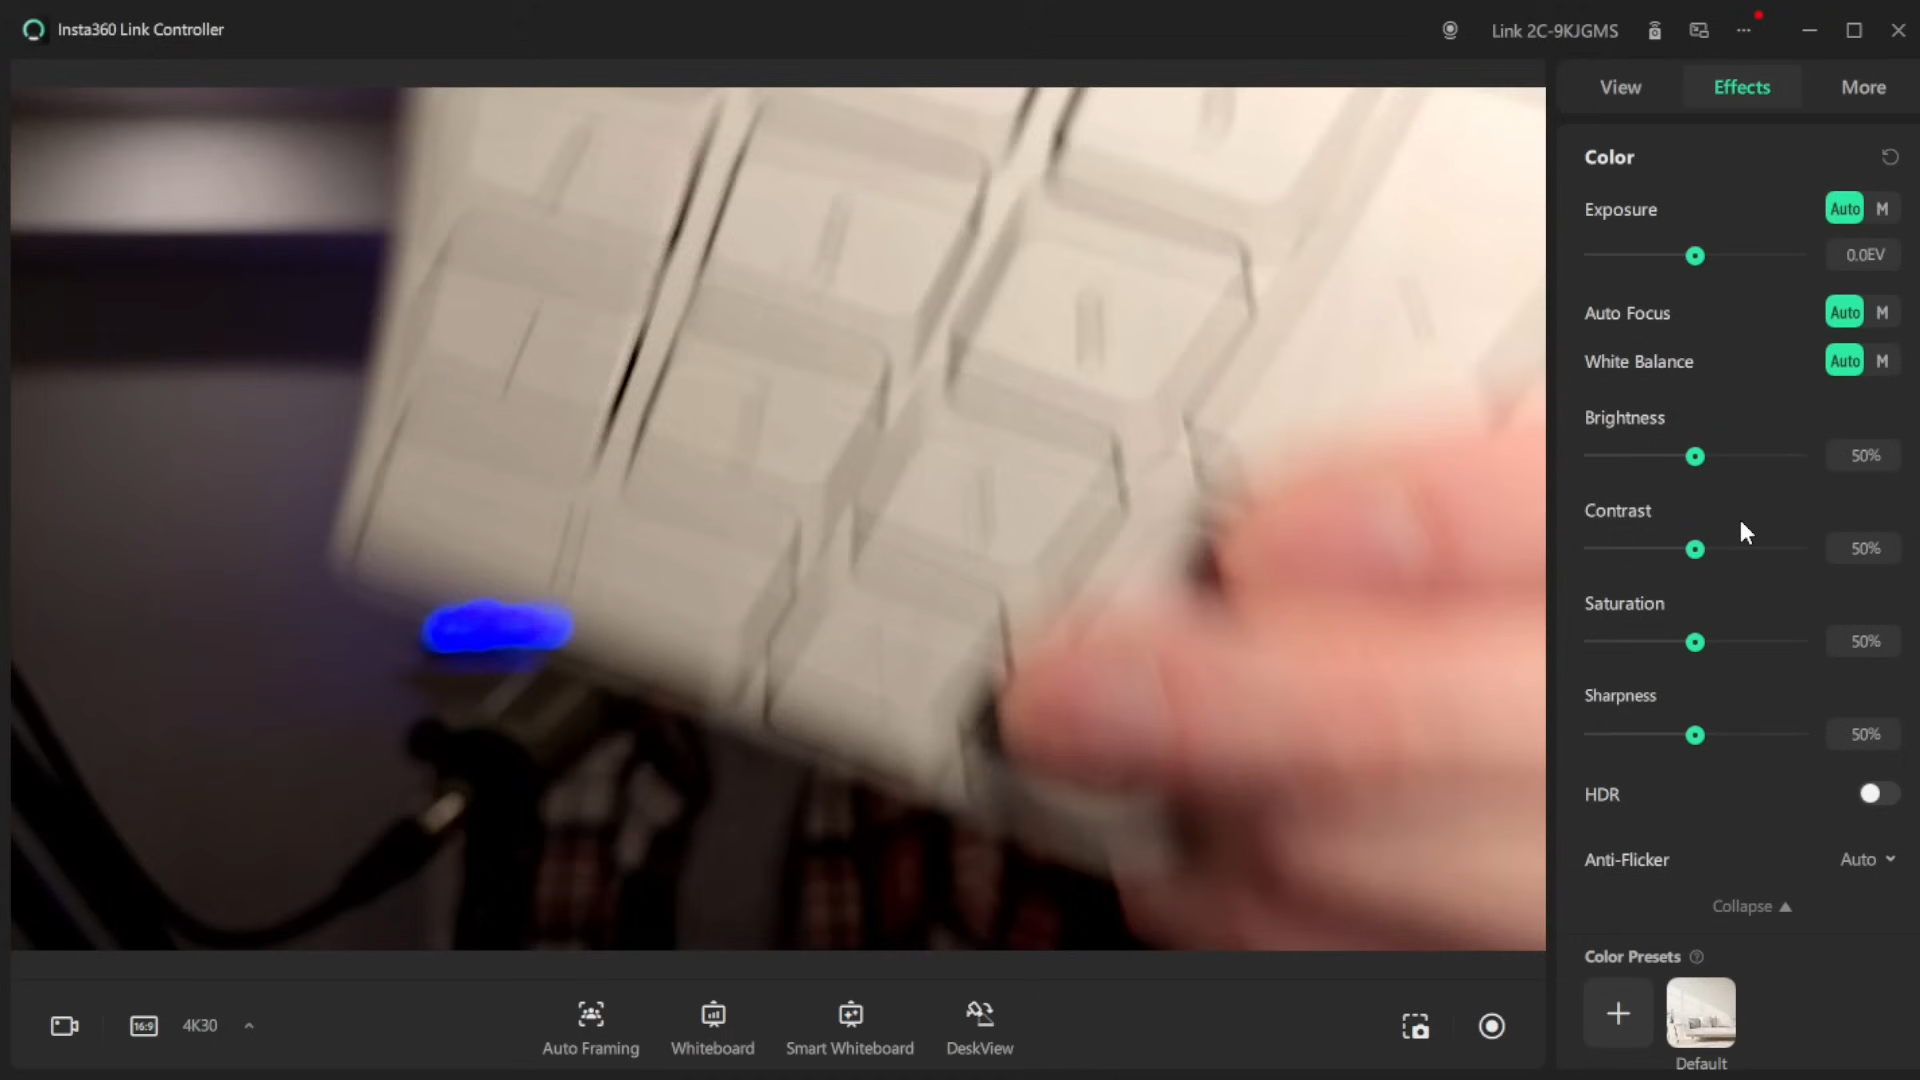 Insta360 Link Controller
Link 2C-9KJGMS
View
Effects
More
Color
Exposure
Auto
M
0.0EV
Auto Focus
Auto
M
White Balance
Auto
M
Brightness
50%
Contrast
50%
Saturation
50%
Sharpness
50%
HDR
Anti-Flicker
Auto
Collapse
Color Presets
Default
16:9
4K30
Auto Framing
Whiteboard
Smart Whiteboard
DeskView